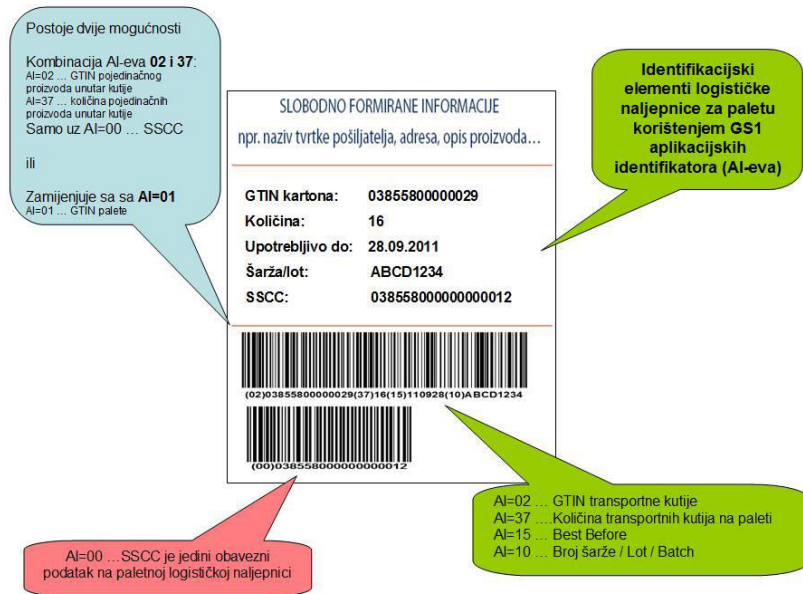 Postoje dvije mogućnosti
Kombinacija AI-eva 02 i 37:
AI=02 ... GTIN pojedinačnog
proizvoda unutar kutije
AI=37 ... količina pojedinačnih
proizvoda unutar kutije
Samo uz AI=00 ... SSCC
ili
Zamijenjuje sa sa AI=01
AI=01 ... GTIN palete
Identifikacijski
elementi logističke
naljepnice za paletu
korištenjem GS1
aplikacijskih
identifikatora (AI-eva)
SLOBODNO FORMIRANE INFORMACIJE
npr. naziv tvrtke pošiljatelja, adresa, opis proizvoda...
GTIN kartona: 03855800000029
Količina: 16
Upotrebljivo do: 28.09.2011
Šarža/lot: ABCD1234
SSCC: 038558000000000012
(02)03855800000029(37)16(15)110928(10)ABCD1234
(00)038558000000000012
AI=02 ... GTIN transportne kutije
AI=37 ....Količina transportnih kutija na paleti
AI=15 ... Best Before
AI=10 ... Broj šarže / Lot / Batch
AI=00 ...SSCC je jedini obavezni
podatak na paletnoj logističkoj naljepnici